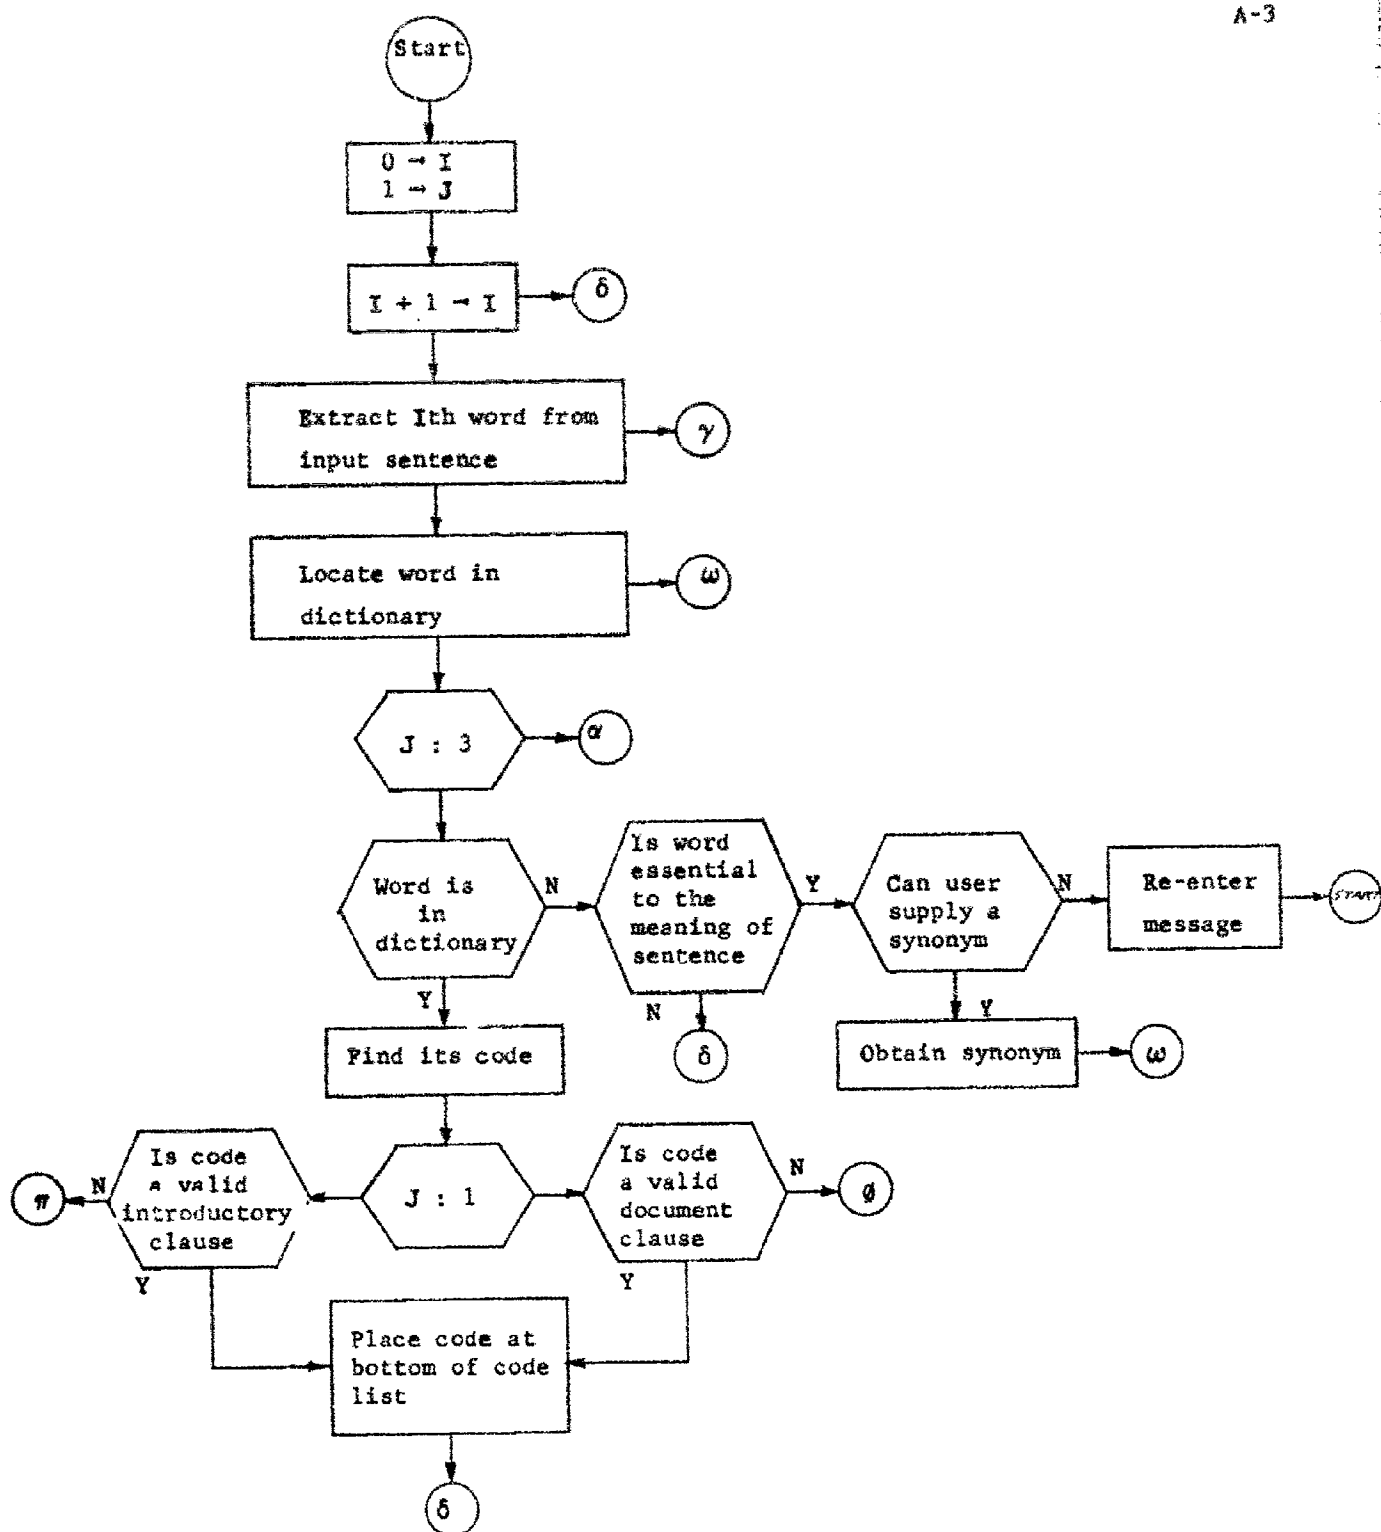 A-3
Start
0 → I
1 → J
I + 1 → I
δ
Extract Ith word from
input sentence
γ
Locate word in
dictionary
ω
J : 3
α
Word is
in
dictionary
N
Y
Is word
essential
to the
meaning of
sentence
Y
N
δ
Can user
supply a
synonym
N
Y
Re-enter
message
START
Obtain synonym
ω
Find its code
J : 1
Is code
a valid
introductory
clause
N
π
Y
Is code
a valid
document
clause
N
ø
Y
Place code at
bottom of code
list
δ